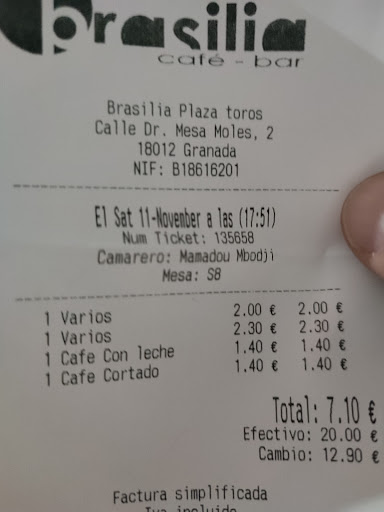 brasilia
café - bar
Brasilia Plaza toros
Calle Dr. Mesa Moles, 2
18012 Granada
NIF: B18616201
El Sat 11-November a las (17:51)
Num Ticket: 135658
Camarero: Mamadou Mbodji
Mesa: S8
1 Varios 2.00 € 2.00 €
1 Varios 2.30 € 2.30 €
1 Cafe Con leche 1.40 € 1.40 €
1 Cafe Cortado 1.40 € 1.40 €
Total: 7.10 €
Efectivo: 20.00 €
Cambio: 12.90 €
Factura simplificada
Iva incluido